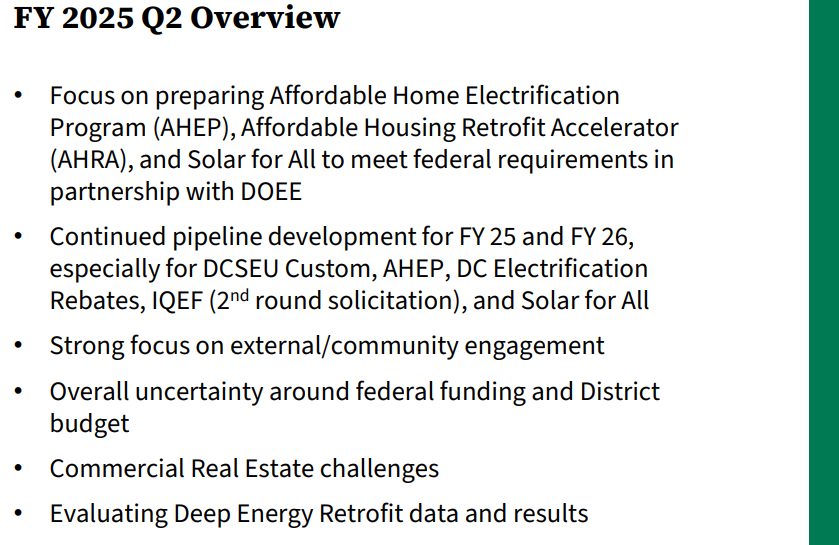 FY 2025 Q2 Overview
• Focus on preparing Affordable Home Electrification
Program (AHEP), Affordable Housing Retrofit Accelerator
(AHRA), and Solar for All to meet federal requirements in
partnership with DOEE
• Continued pipeline development for FY 25 and FY 26,
especially for DCSEU Custom, AHEP, DC Electrification
Rebates, IQEF (2nd round solicitation), and Solar for All
• Strong focus on external/community engagement
• Overall uncertainty around federal funding and District
budget
• Commercial Real Estate challenges
• Evaluating Deep Energy Retrofit data and results